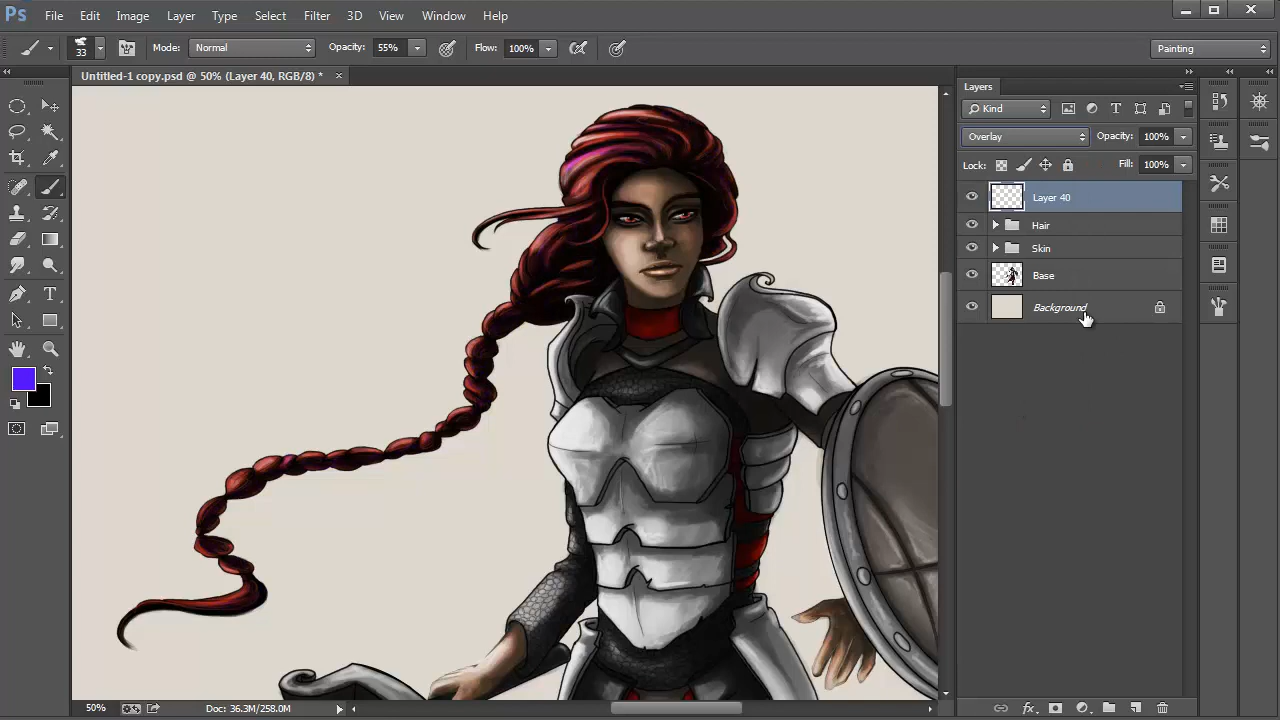 Ps File Edit Image Layer Type Select Filter 3D View Window Help
33 Mode: Normal Opacity: 55% Flow: 100% Painting
Untitled-1 copy.psd @ 50% (Layer 40, RGB/8) * ×
Layers
Kind
Overlay Opacity: 100%
Lock: Fill: 100%
Layer 40
Hair
Skin
Base
Background
50% Doc: 36.3M/258.0M